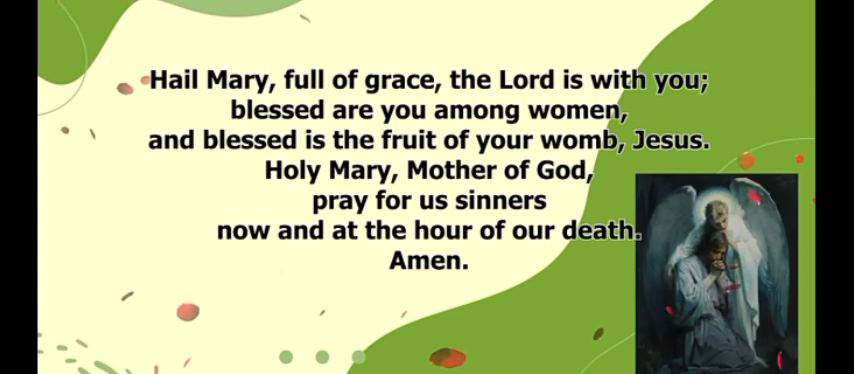 Hail Mary, full of grace, the Lord is with you;
blessed are you among women,
and blessed is the fruit of your womb, Jesus.
Holy Mary, Mother of God,
pray for us sinners
now and at the hour of our death.
Amen.